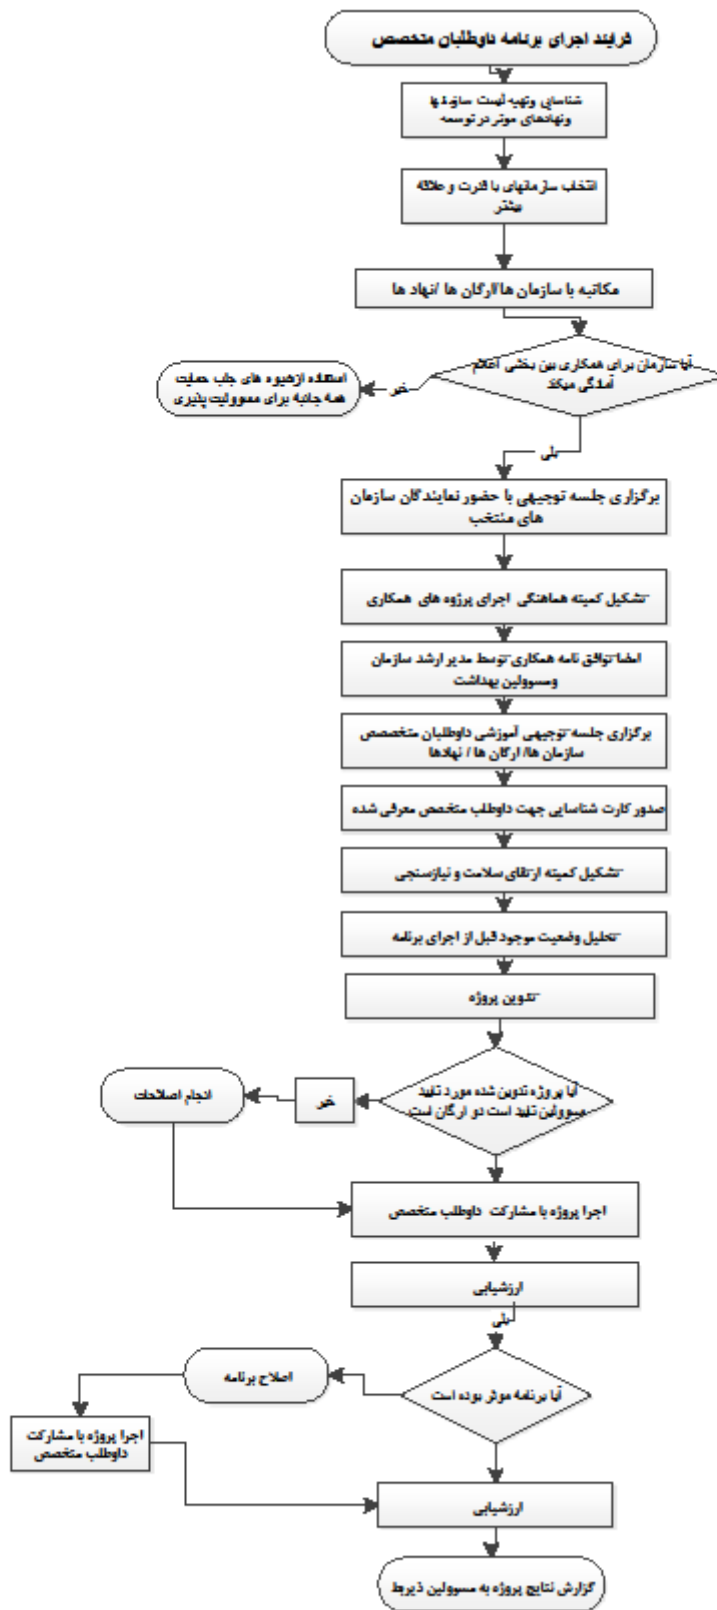 فرایند اجرای برنامه داوطلبان متخصص
شناسایی وتهیه لیست سازمانها
ونهادهای موثر در توسعه
انتخاب سازمانهای با قدرت و علاقه
بیشتر
مکاتبه با سازمان ها/ارگان ها /نهاد ها
آیا سازمان برای همکاری بین بخشی اعلام
آمادگی میکند
خیر
استفاده ازشیوه های جلب حمایت
همه جانبه برای مسوولیت پذیری
بلی
برگزاری جلسه توجیهی با حضور نمایندگان سازمان
های منتخب
تشکیل کمیته هماهنگی اجرای پرژوه های همکاری
امضا توافق نامه همکاری توسط مدیر ارشد سازمان
ومسوولین بهداشت
برگزاری جلسه توجیهی آموزشی داوطلبان متخصص
سازمان ها/ ارگان ها / نهادها
صدور کارت شناسایی جهت داوطلب متخصص معرفی شده
تشکیل کمیته ارتقای سلامت و نیازسنجی
تحلیل وضعیت موجود قبل از اجرای برنامه
تدوین پروژه
آیا پروژه تدوین شده مورد تایید
مسوولین تایید است دو ارگان است
خیر
انجام اصلاحات
اجرا پروژه با مشارکت داوطلب متخصص
ارزشیابی
بلی
آیا برنامه موثر بوده است
اصلاح برنامه
اجرا پروژه با مشارکت
داوطلب متخصص
ارزشیابی
گزارش نتایج پروژه به مسوولین ذیربط